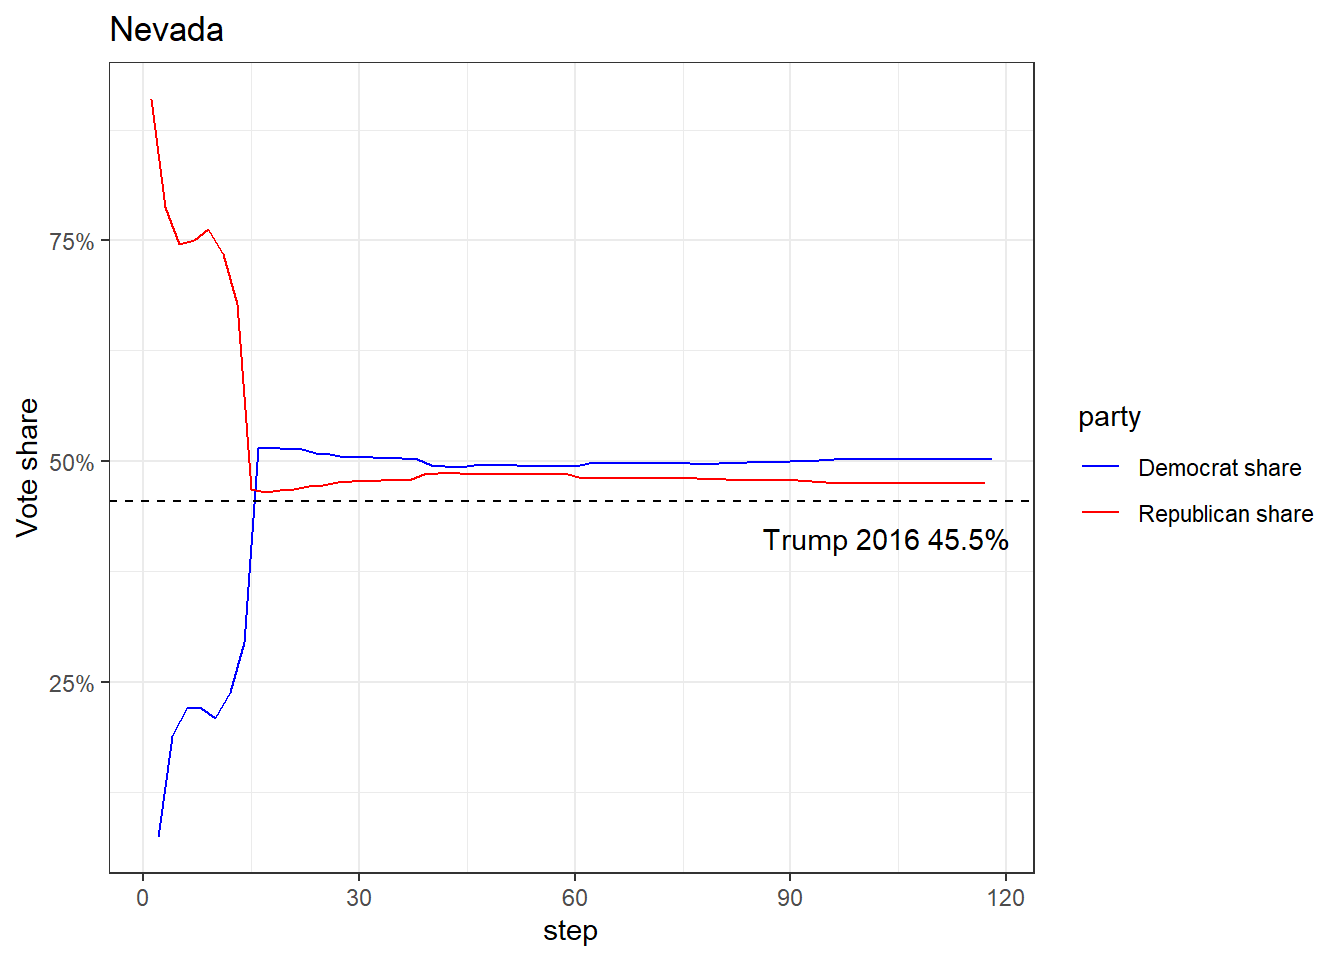 Nevada
75%
50%
25%
Vote share
0
30
60
90
120
step
Trump 2016 45.5%
party
Democrat share
Republican share